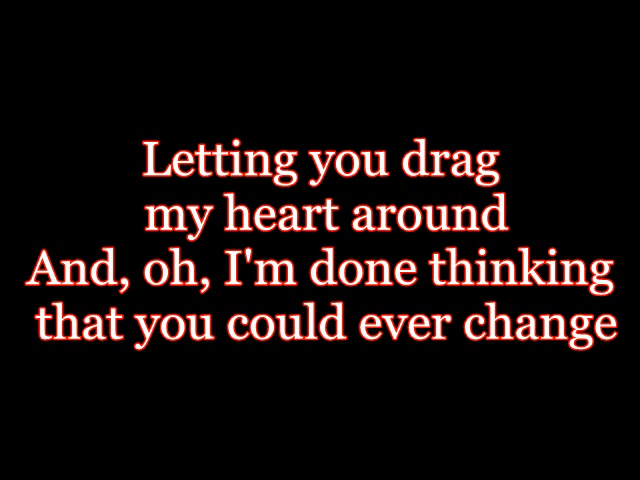 Letting you drag
my heart around
And, oh, I'm done thinking
that you could ever change